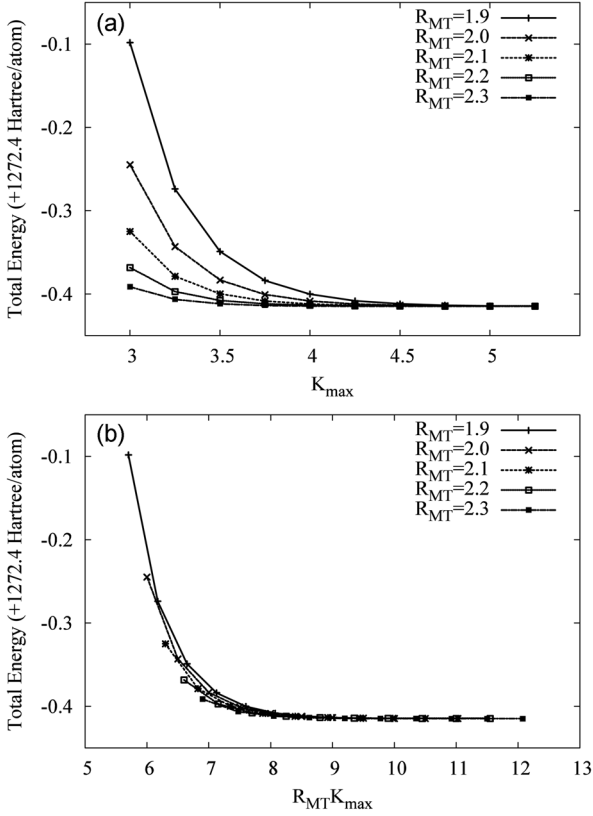 (a)
R_MT=1.9
R_MT=2.0
R_MT=2.1
R_MT=2.2
R_MT=2.3
Total Energy (+1272.4 Hartree/atom)
-0.1
-0.2
-0.3
-0.4
3 3.5 4 4.5 5
K_max
(b)
R_MT=1.9
R_MT=2.0
R_MT=2.1
R_MT=2.2
R_MT=2.3
Total Energy (+1272.4 Hartree/atom)
-0.1
-0.2
-0.3
-0.4
5 6 7 8 9 10 11 12 13
R_MTK_max